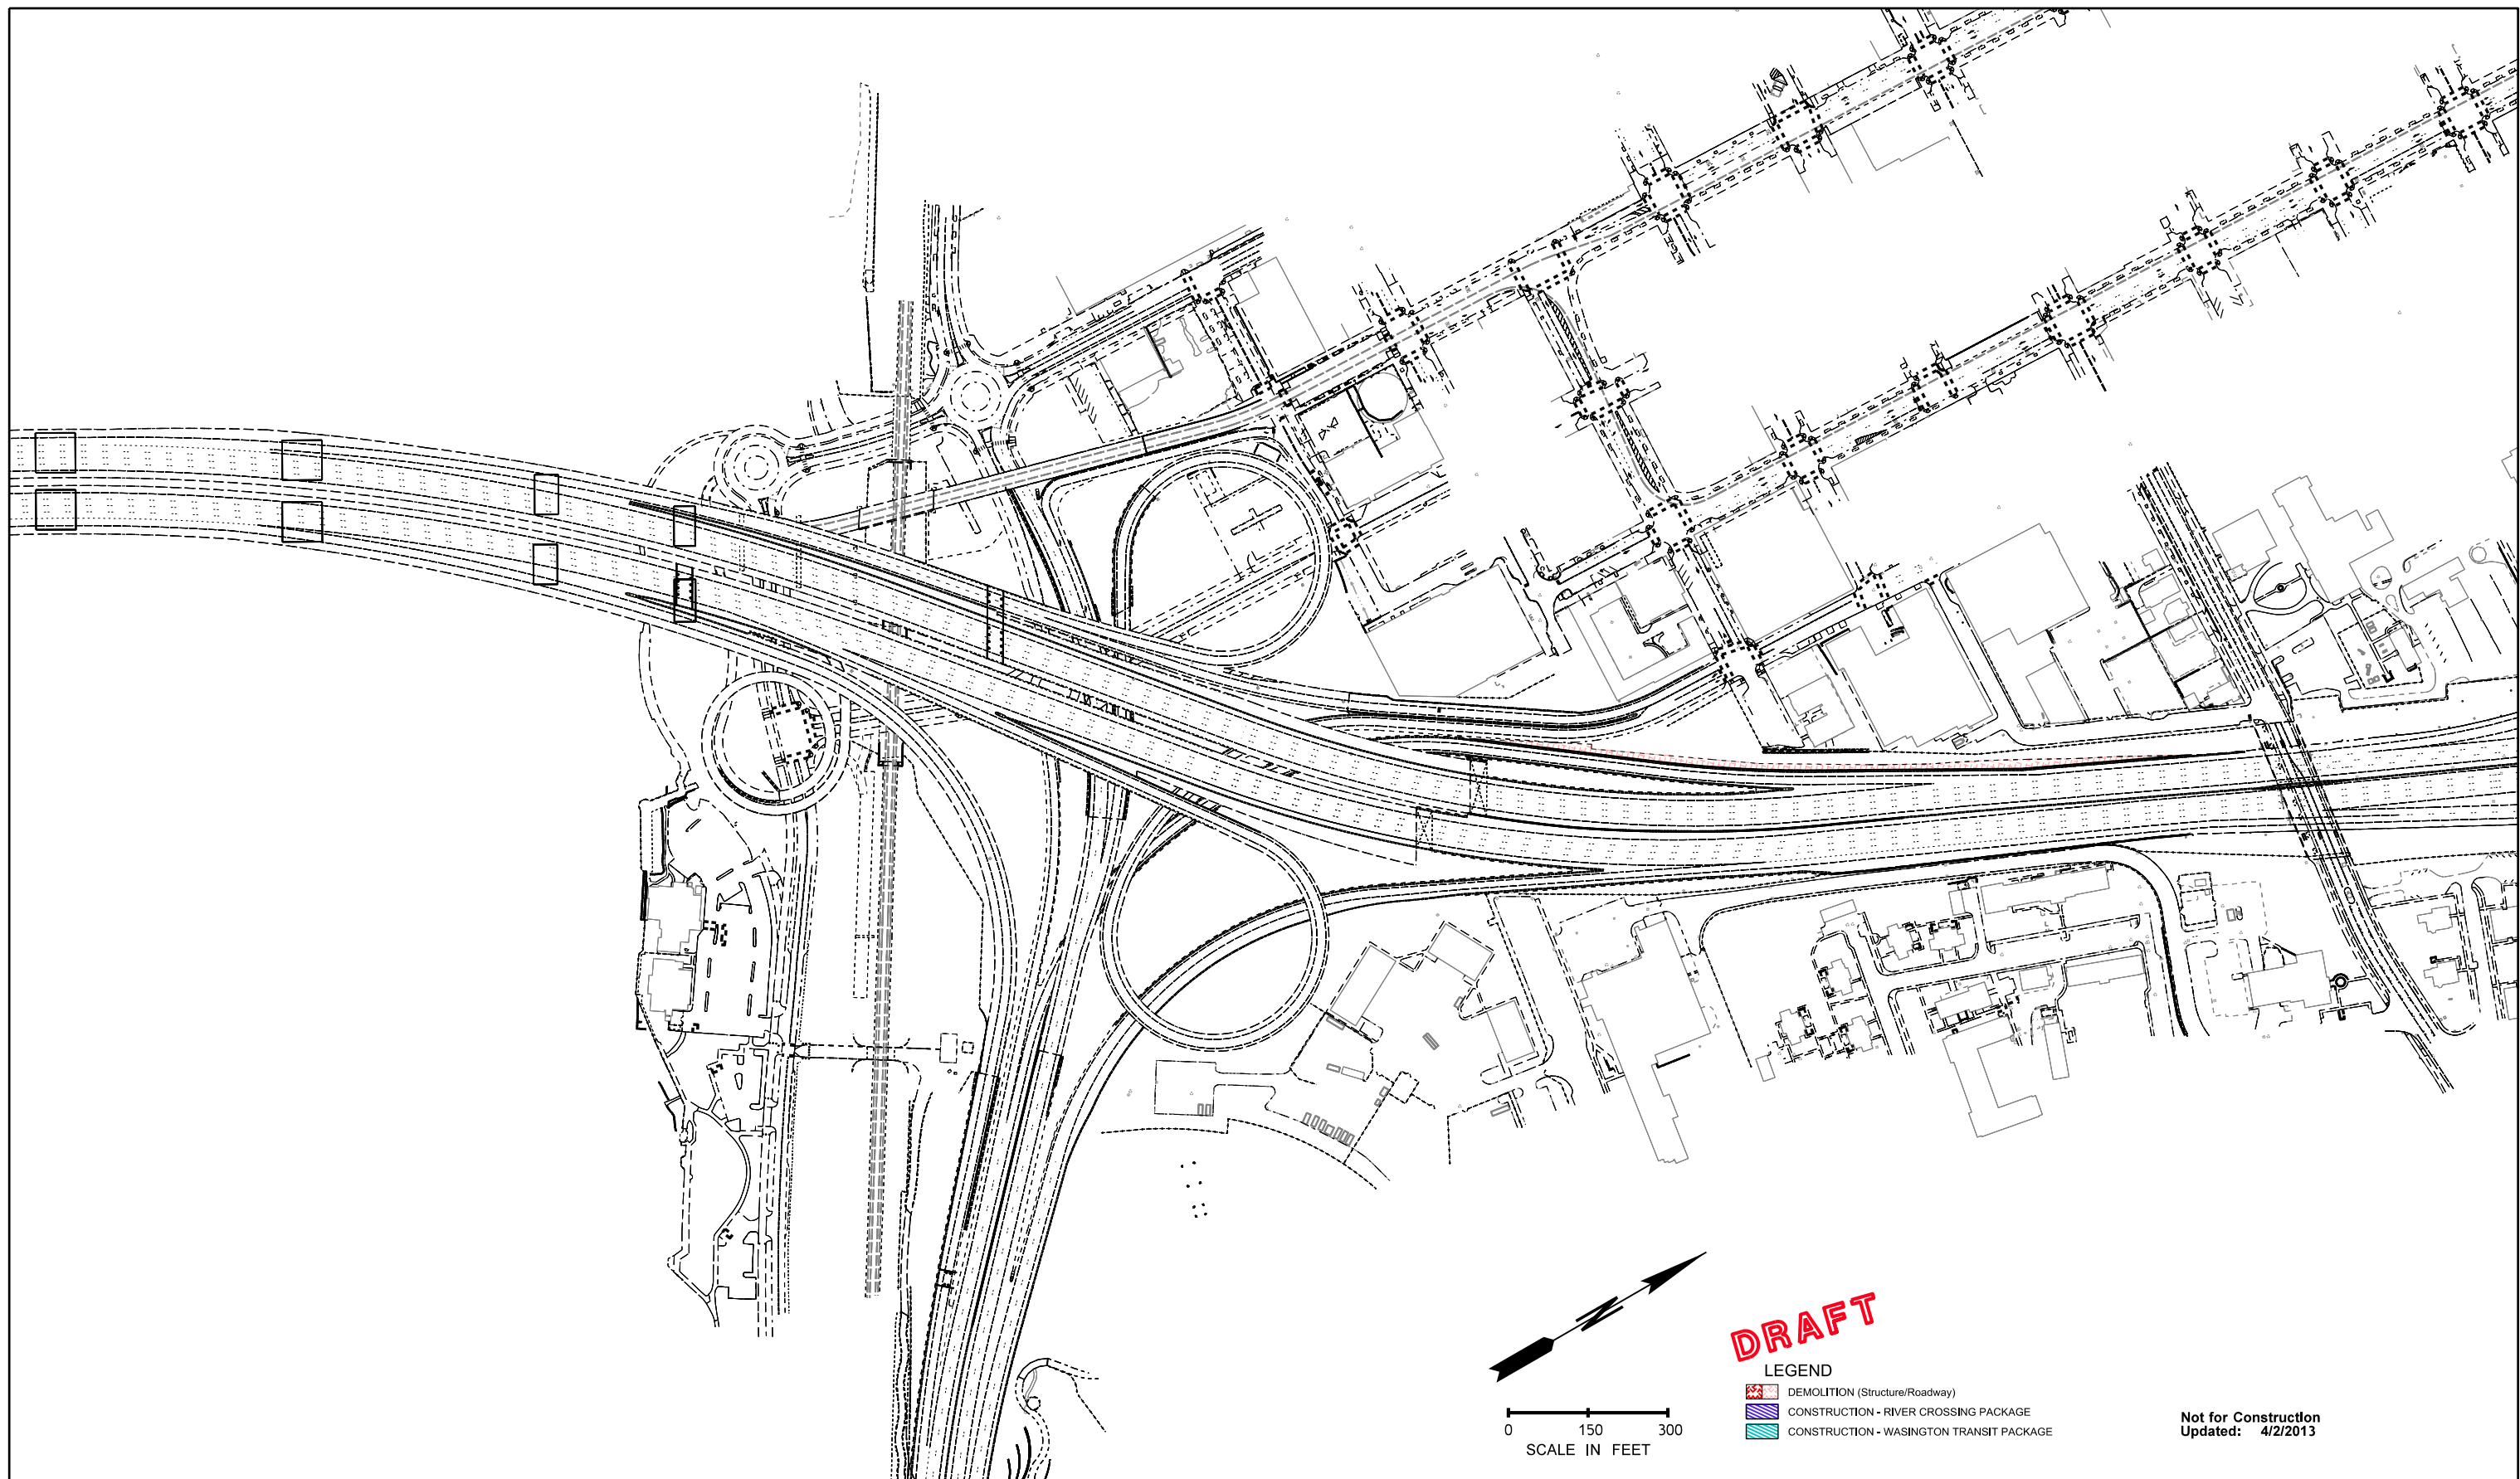 N
DRAFT
LEGEND
DEMOLITION (Structure/Roadway)
CONSTRUCTION - RIVER CROSSING PACKAGE
CONSTRUCTION - WASINGTON TRANSIT PACKAGE
0 150 300
SCALE IN FEET
Not for Construction
Updated: 4/2/2013